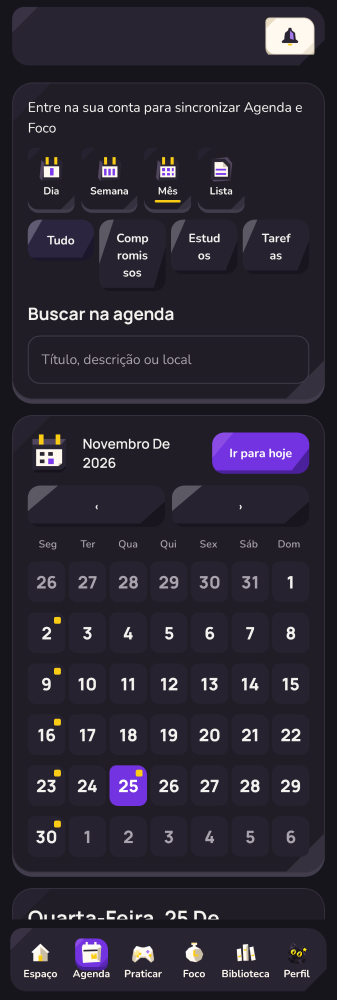 Entre na sua conta para sincronizar Agenda e
Foco
Dia Semana Mês Lista
Tudo
Comp
romis
sos
Estud
os
Taref
as
Buscar na agenda
Título, descrição ou local
Novembro De
2026
Ir para hoje
‹ ›
Seg Ter Qua Qui Sex Sáb Dom
26 27 28 29 30 31 1
2 3 4 5 6 7 8
9 10 11 12 13 14 15
16 17 18 19 20 21 22
23 24 25 26 27 28 29
30 1 2 3 4 5 6
Quarta-Feira, 25 De
Espaço Agenda Praticar Foco Biblioteca Perfil